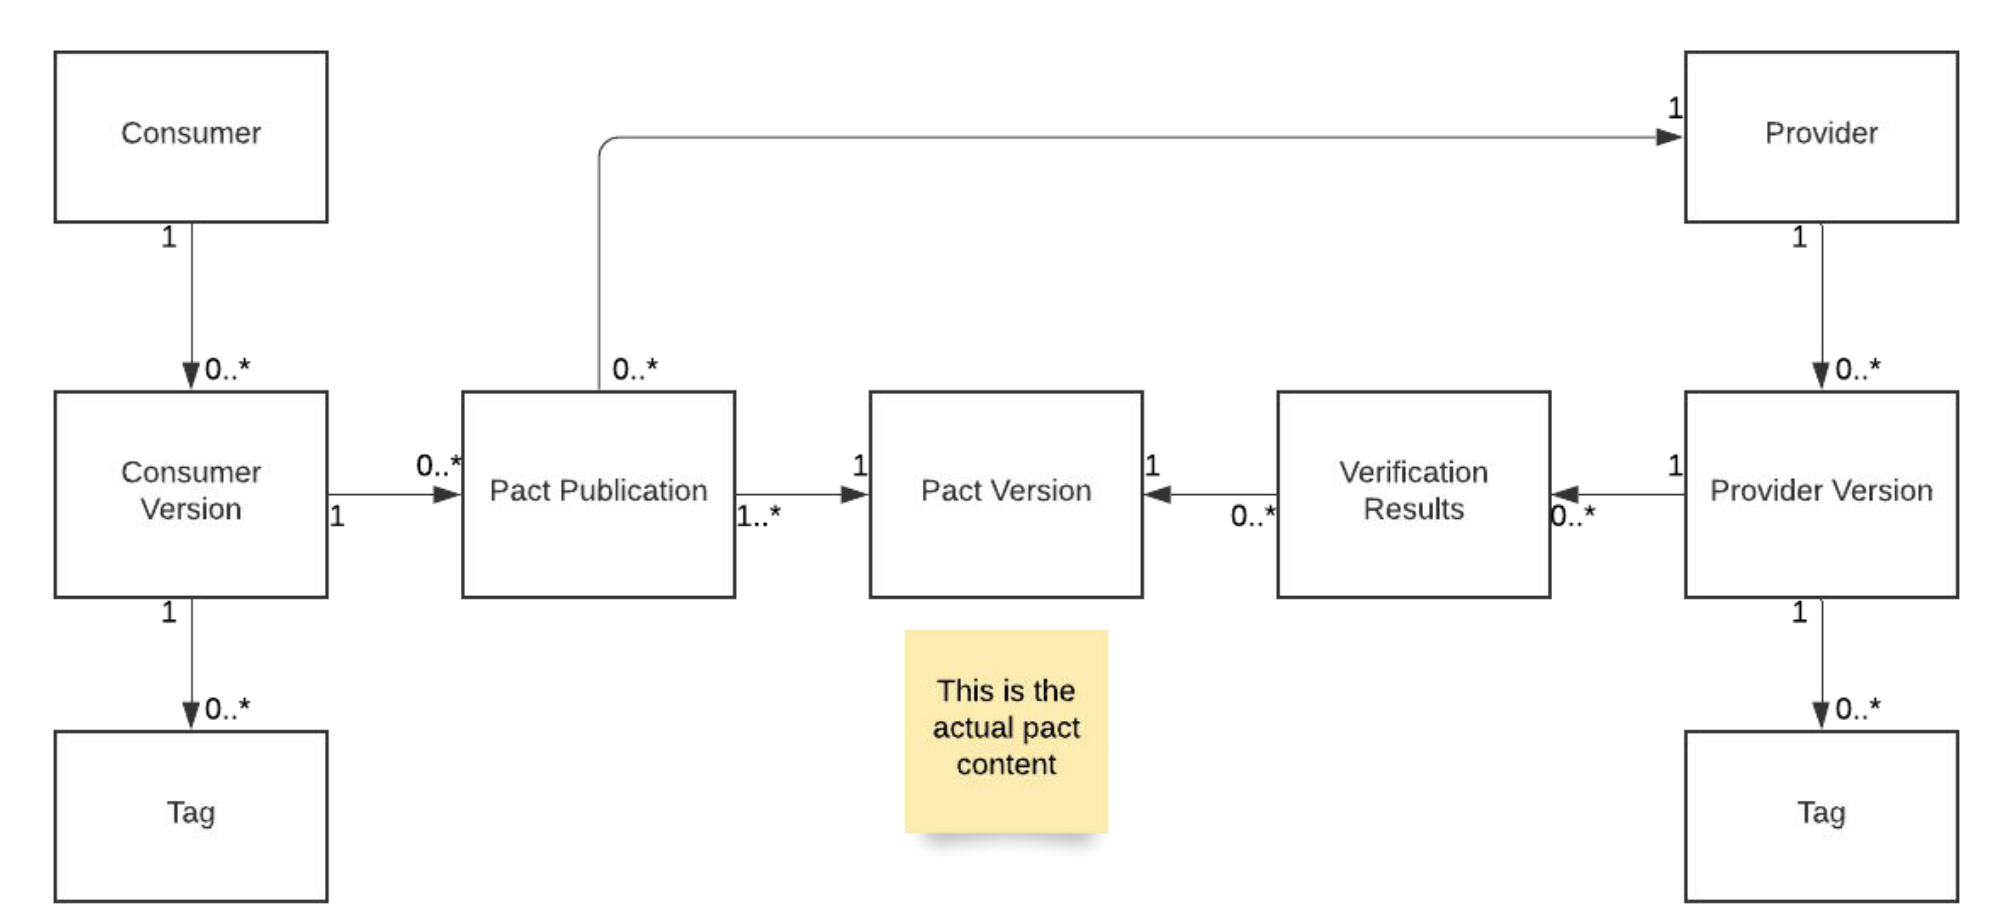 Consumer
1
Provider
1
1
0..*
0..*
0..*
Consumer
Version
0..*
1
Pact Publication
1
1..*
Pact Version
1
0..*
Verification
Results
1
0..*
Provider Version
1
1
0..*
0..*
This is the
actual pact
content
Tag
Tag